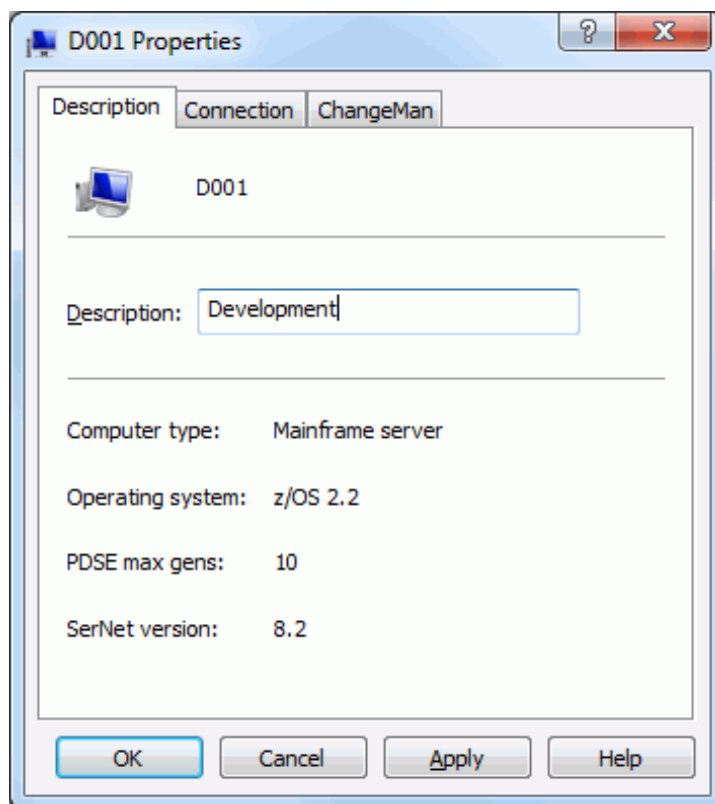 D001 Properties
Description Connection ChangeMan
D001
Description: Development
Computer type: Mainframe server
Operating system: z/OS 2.2
PDSE max gens: 10
SerNet version: 8.2
OK Cancel Apply Help